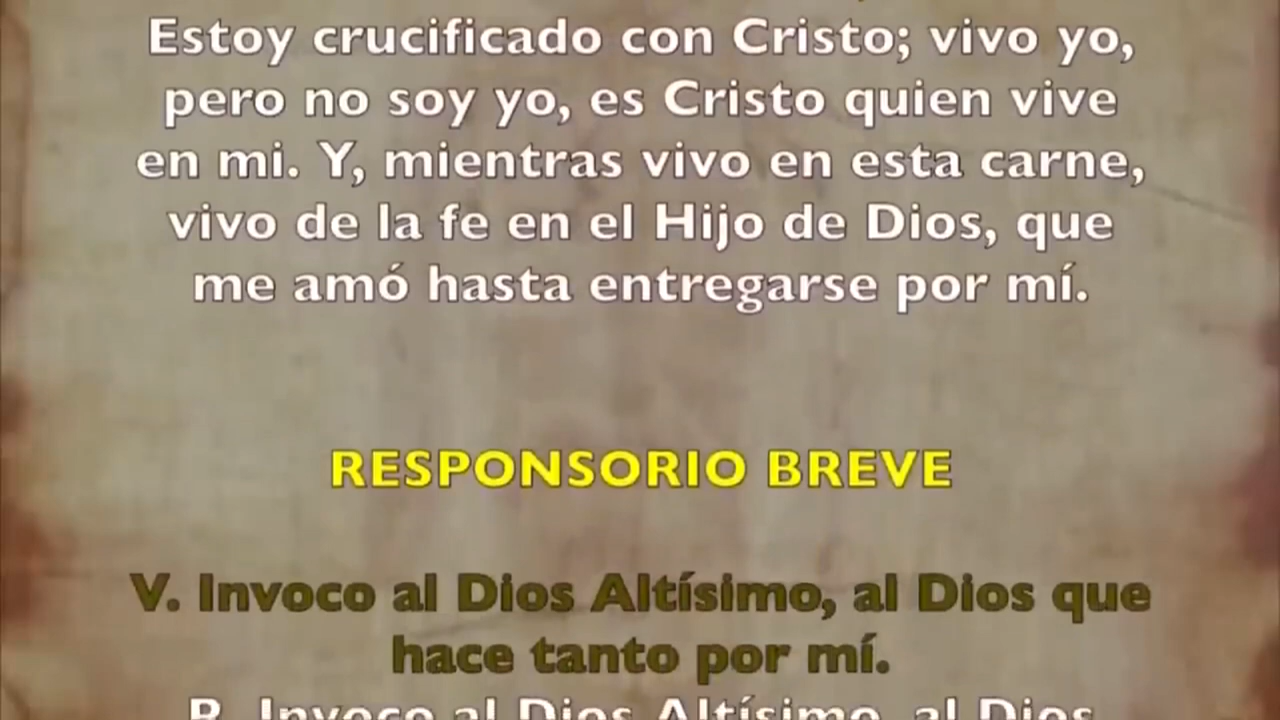 Estoy crucificado con Cristo; vivo yo,
pero no soy yo, es Cristo quien vive
en mi. Y, mientras vivo en esta carne,
vivo de la fe en el Hijo de Dios, que
me amó hasta entregarse por mí.
RESPONSORIO BREVE
V. Invoco al Dios Altísimo, al Dios que
hace tanto por mí.
R. Invoco al Dios Altísimo, al Dios